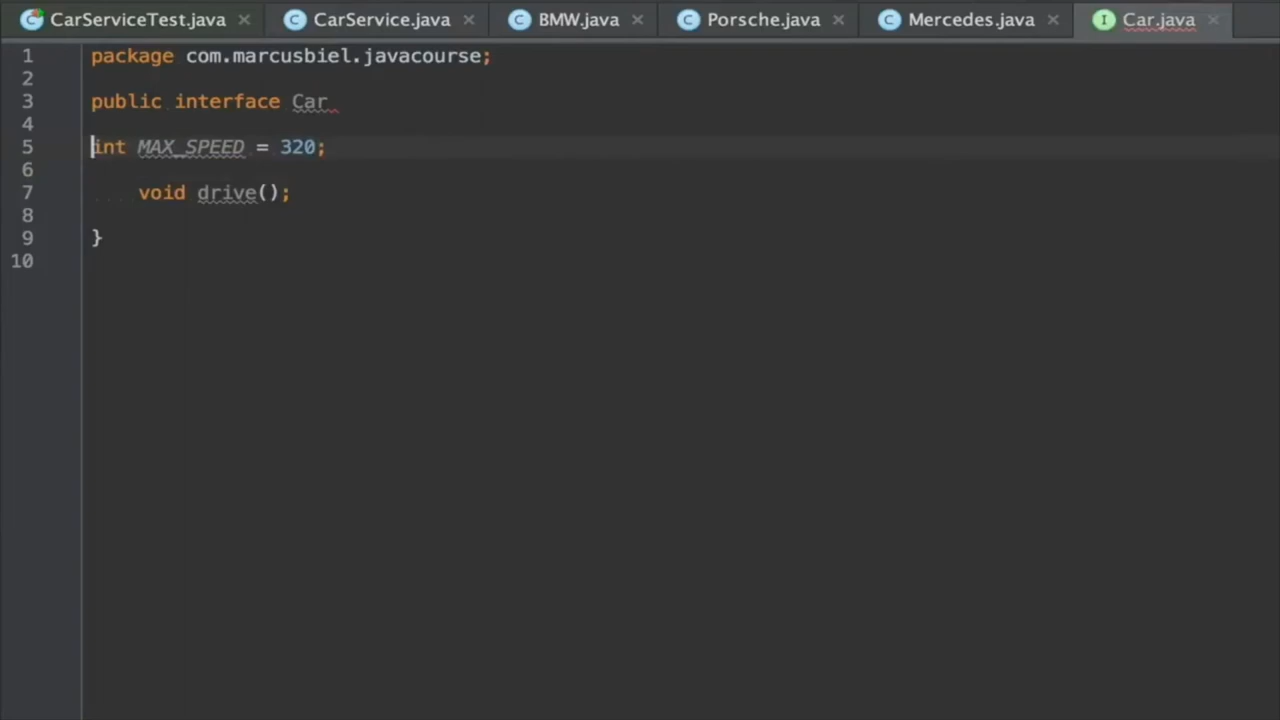 CarServiceTest.java CarService.java BMW.java Porsche.java Mercedes.java Car.java
1 package com.marcusbiel.javacourse;
2
3 public interface Car
4
5 int MAX_SPEED = 320;
6
7 void drive();
8
9 }
10